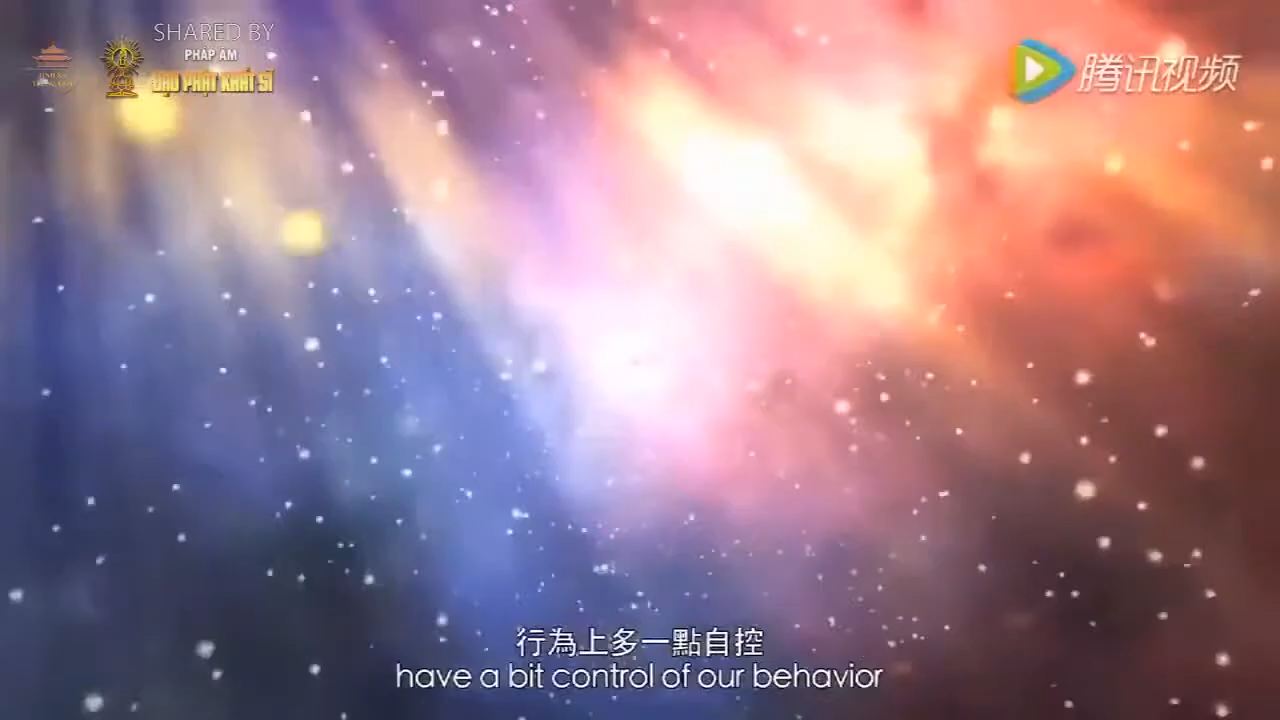 SHARED BY
PHÁP ÂM
ĐẠO PHẬT KHẤT SĨ
腾讯视频
行為上多一點自控
have a bit control of our behavior